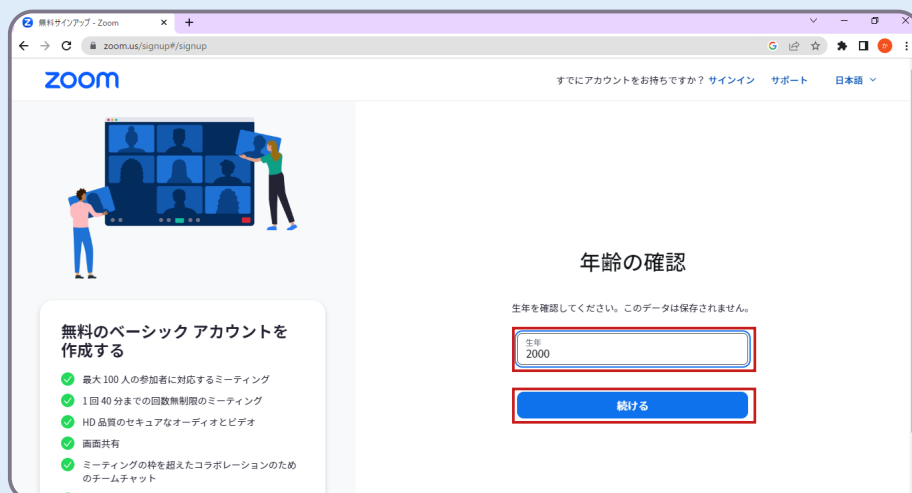 無料サインアップ - Zoom
zoom.us/signup#/signup
zoom
すでにアカウントをお持ちですか? サインイン サポート 日本語
年齢の確認
生年を確認してください。このデータは保存されません。
生年
2000
続ける
無料のベーシック アカウントを
作成する
最大 100 人の参加者に対応するミーティング
1 回 40 分までの回数無制限のミーティング
HD 品質のセキュアなオーディオとビデオ
画面共有
ミーティングの枠を超えたコラボレーションのため
のチームチャット